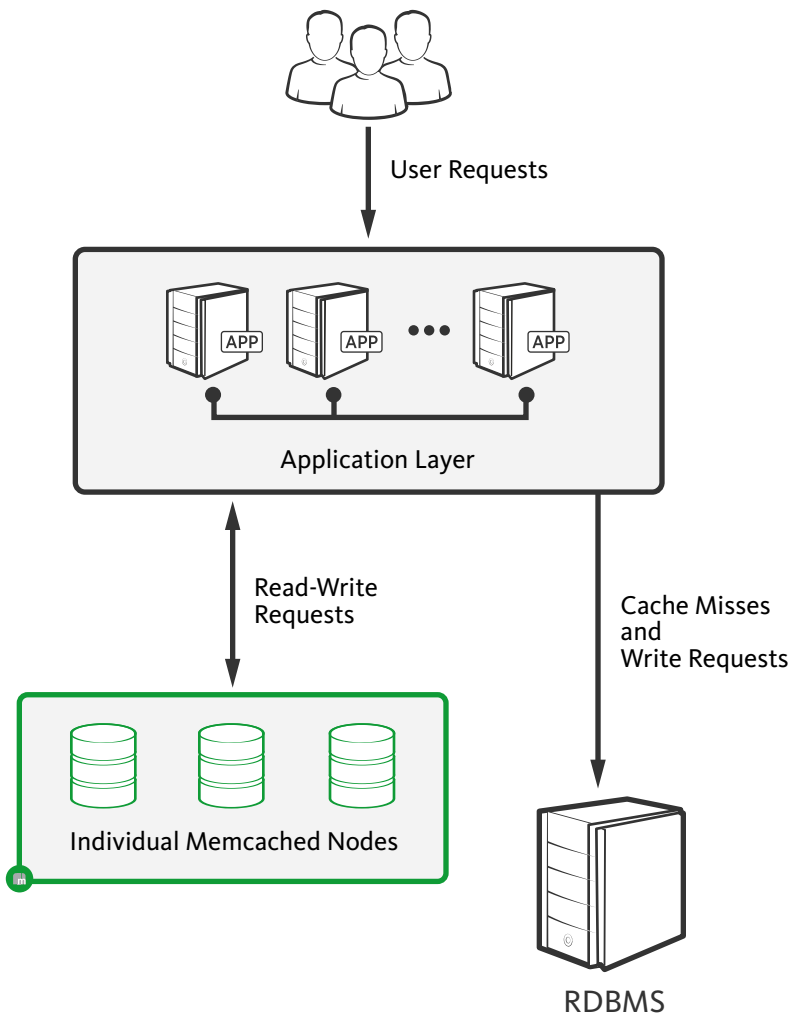 User Requests
APP
APP
APP
Application Layer
Read-Write
Requests
Cache Misses
and
Write Requests
Individual Memcached Nodes
m
RDBMS